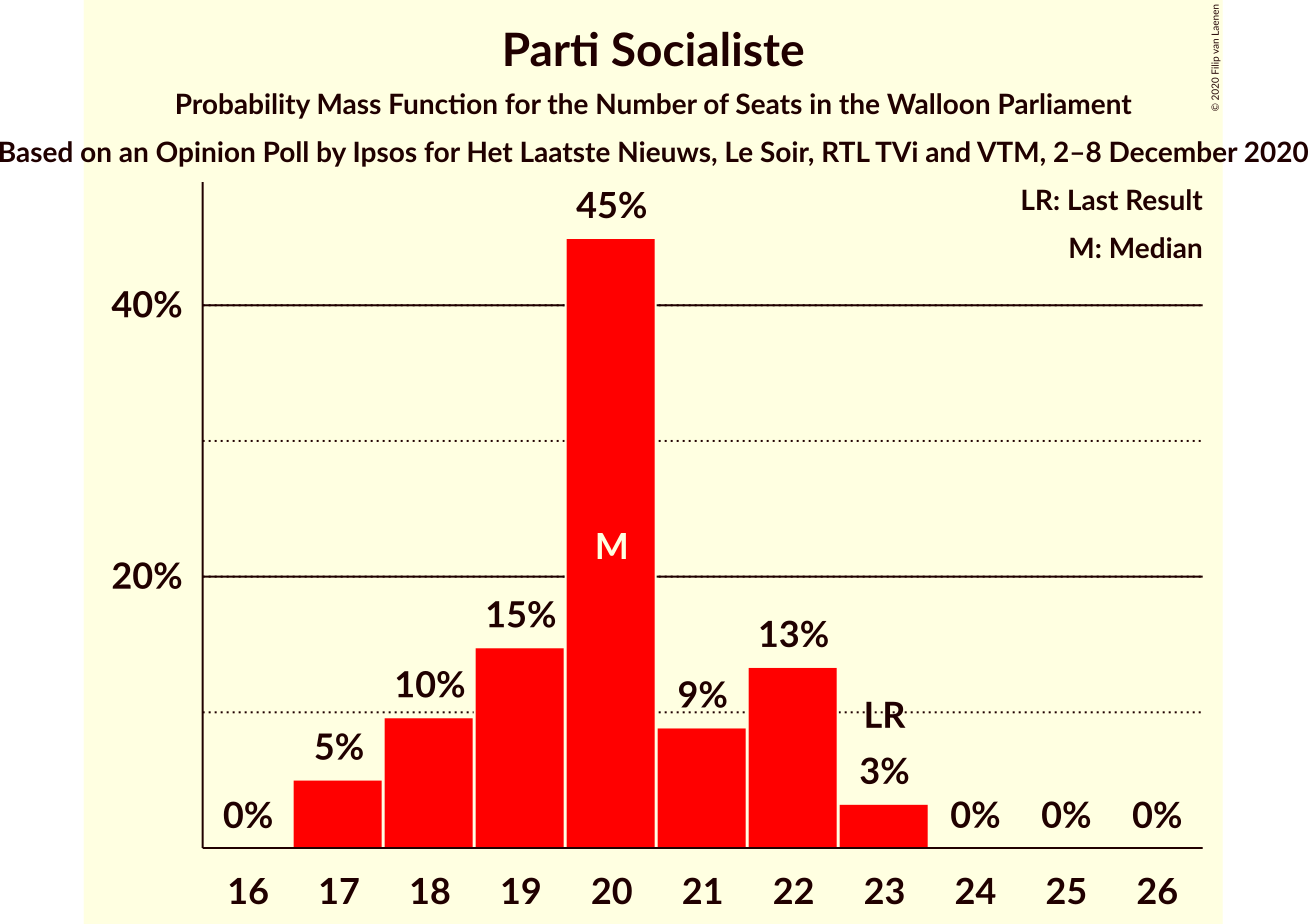 Parti Socialiste
Probability Mass Function for the Number of Seats in the Walloon Parliament
Based on an Opinion Poll by Ipsos for Het Laatste Nieuws, Le Soir, RTL TVi and VTM, 2–8 December 2020
© 2020 Filip van Laenen
LR: Last Result
M: Median
45%
40%
M
20%
15%
13%
10%
9%
LR
5%
3%
0%
0%
0%
0%
16 17 18 19 20 21 22 23 24 25 26